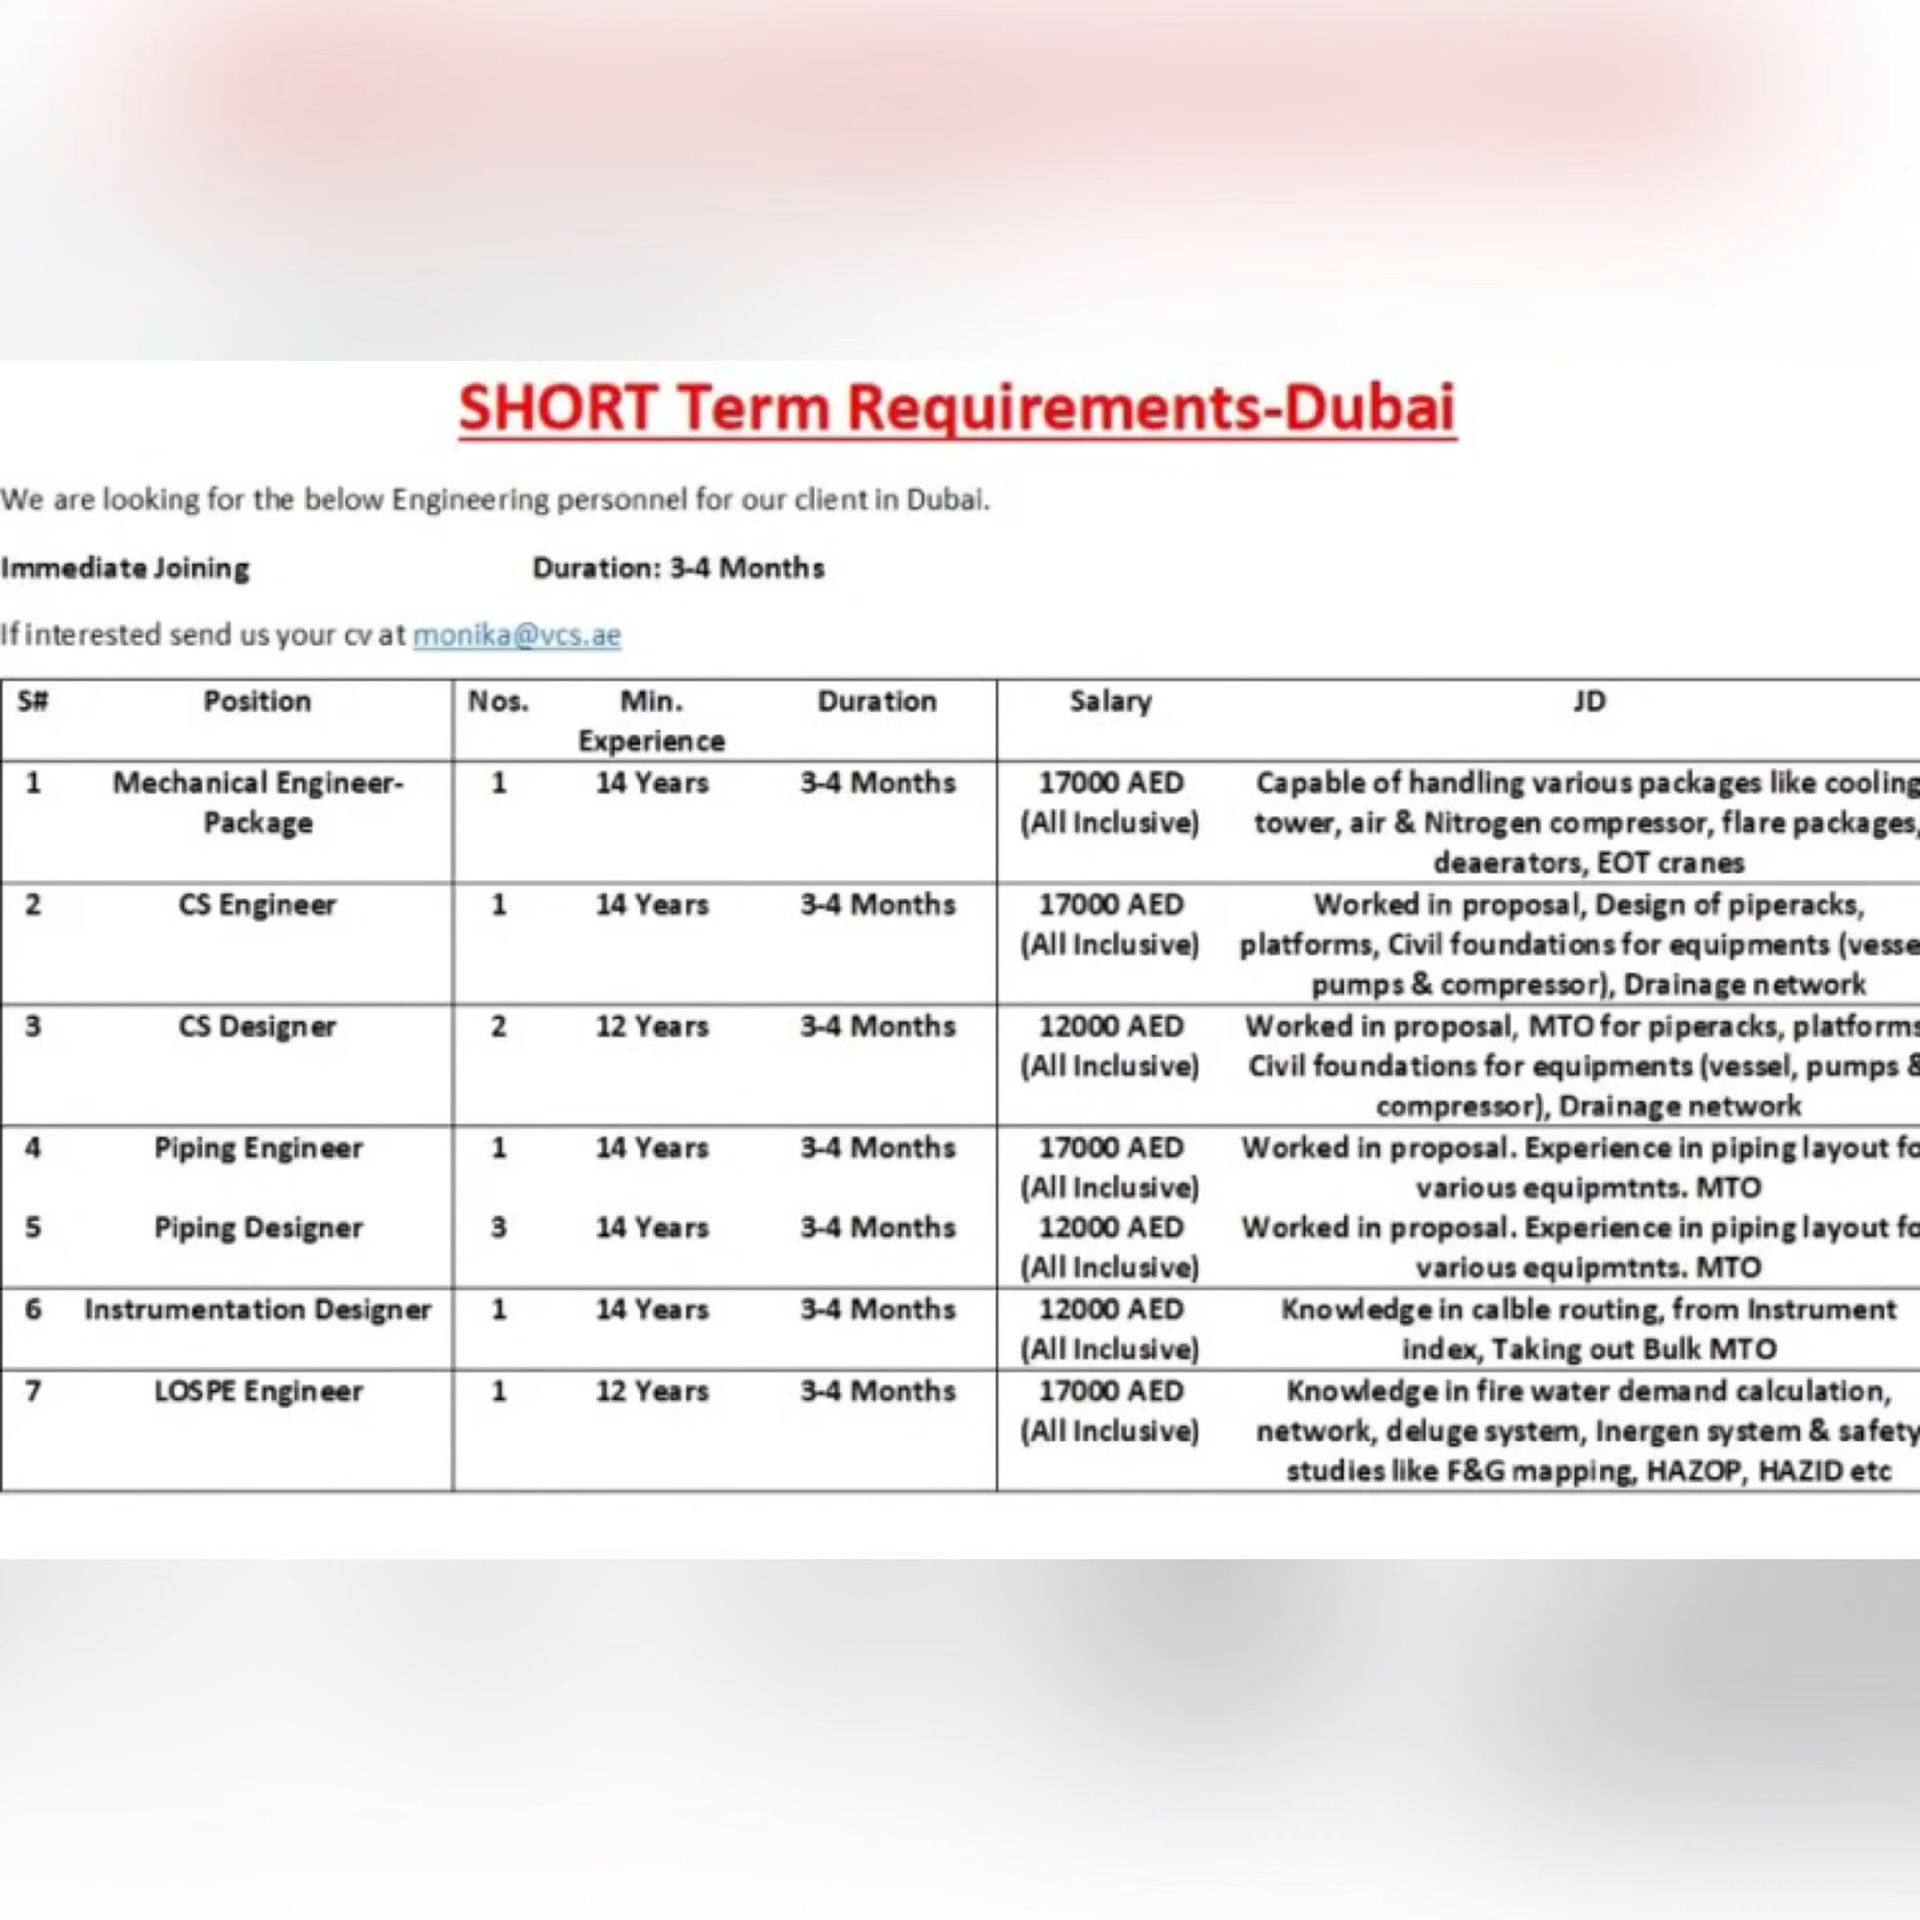 SHORT Term Requirements-Dubai
We are looking for the below Engineering personnel for our client in Dubai.
Immediate Joining Duration: 3-4 Months
If interested send us your cv at monika@vcs.ae
S# Position Nos. Min. Experience Duration Salary JD
1 Mechanical Engineer- 1 14 Years 3-4 Months 17000 AED Capable of handling various packages like cooling
Package (All Inclusive) tower, air & Nitrogen compressor, flare packages,
deaerators, EOT cranes
2 CS Engineer 1 14 Years 3-4 Months 17000 AED Worked in proposal, Design of piperacks,
(All Inclusive) platforms, Civil foundations for equipments (vesse
pumps & compressor), Drainage network
3 CS Designer 2 12 Years 3-4 Months 12000 AED Worked in proposal, MTO for piperacks, platforms
(All Inclusive) Civil foundations for equipments (vessel, pumps &
compressor), Drainage network
4 Piping Engineer 1 14 Years 3-4 Months 17000 AED Worked in proposal. Experience in piping layout fo
(All Inclusive) various equipmtnts. MTO
5 Piping Designer 3 14 Years 3-4 Months 12000 AED Worked in proposal. Experience in piping layout fo
(All Inclusive) various equipmtnts. MTO
6 Instrumentation Designer 1 14 Years 3-4 Months 12000 AED Knowledge in calble routing, from Instrument
(All Inclusive) index, Taking out Bulk MTO
7 LOSPE Engineer 1 12 Years 3-4 Months 17000 AED Knowledge in fire water demand calculation,
(All Inclusive) network, deluge system, Inergen system & safety
studies like F&G mapping, HAZOP, HAZID etc